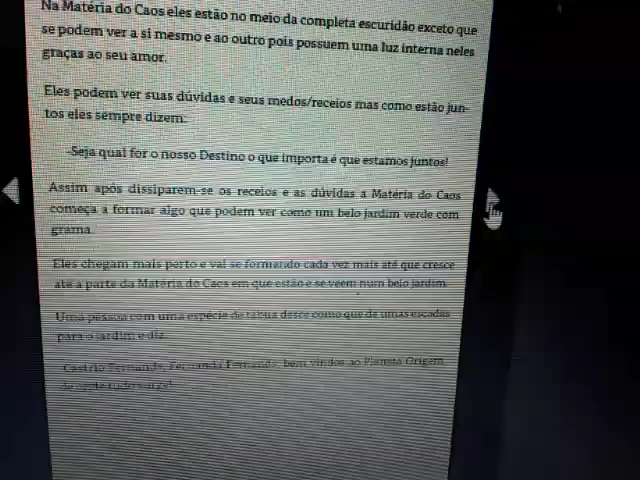 Na Matéria do Caos eles estão no meio da completa escuridão exceto que
se podem ver a si mesmo e ao outro pois possuem uma luz interna neles
graças ao seu amor.
Eles podem ver suas dúvidas e seus medos/receios mas como estão jun-
tos eles sempre dizem:
-Seja qual for o nosso Destino o que importa é que estamos juntos!
Assim após dissiparem-se os receios e as dúvidas a Matéria do Caos
começa a formar algo que podem ver como um belo jardim verde com
grama.
Eles chegam mais perto e vai se formando cada vez mais até que cresce
até a parte da Matéria do Caos em que estão e se veem num belo jardim.
Uma pessoa com uma espécie de tábua desce como que de umas escadas
para o jardim e diz:
Fernanda bem vindos ao Planeta Origem
tudo